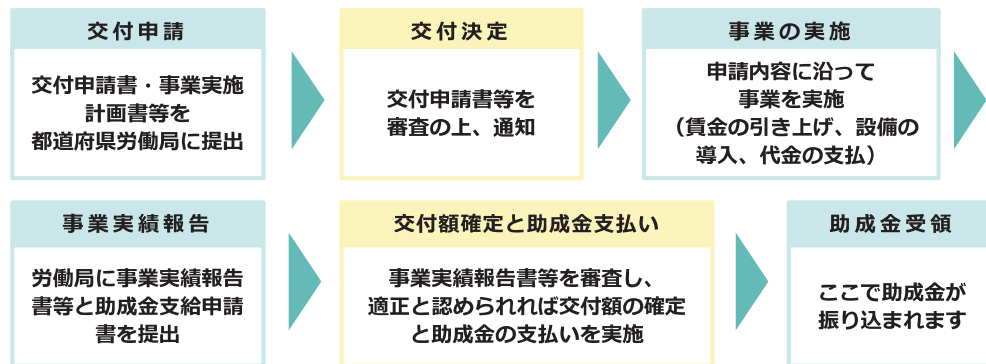 交付申請
交付申請書・事業実施
計画書等を
都道府県労働局に提出
交付決定
交付申請書等を
審査の上、通知
事業の実施
申請内容に沿って
事業を実施
（賃金の引き上げ、設備の
導入、代金の支払）
事業実績報告
労働局に事業実績報告
書等と助成金支給申請
書を提出
交付額確定と助成金支払い
事業実績報告書等を審査し、
適正と認められれば交付額の確定
と助成金の支払いを実施
助成金受領
ここで助成金が
振り込まれます